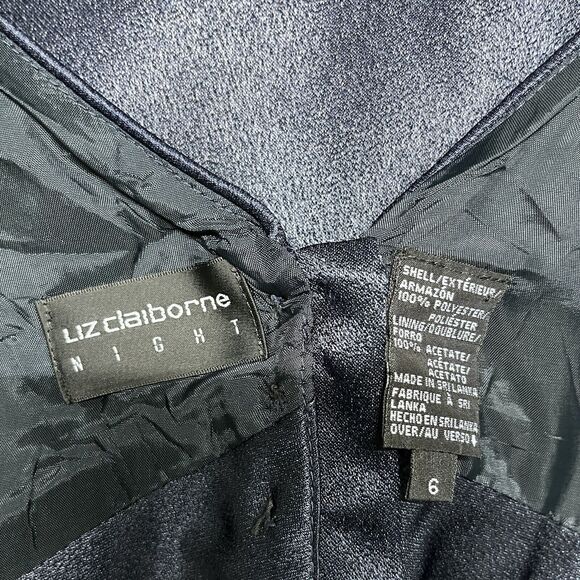 Liz claiborne
NIGHT
SHELL/EXTÉRIEUR/
ARMAZÓN
100% POLYESTER/
POLIÉSTER
LINING/DOUBLURE/
FORRO
100% ACETATE/
ACÉTATE/
ACETATO
MADE IN SRI LANKA
FABRIQUÉ À SRI
LANKA
HECHO EN SRI LANKA
OVER/AU VERSO
6